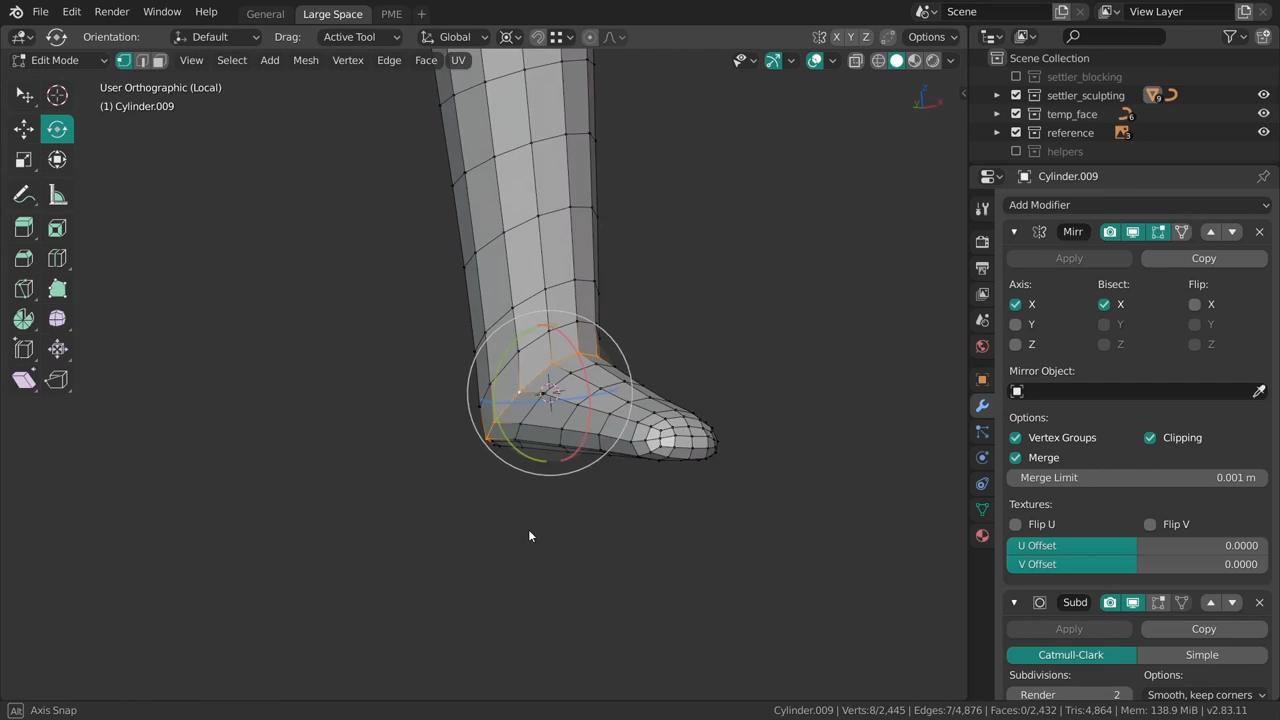 File Edit Render Window Help General Large Space PME + Scene View Layer
Orientation: Default Drag: Active Tool Global X Y Z Options
Edit Mode View Select Add Mesh Vertex Edge Face UV
User Orthographic (Local)
(1) Cylinder.009
Scene Collection
settler_blocking
settler_sculpting 9
temp_face 6
reference 3
helpers
Cylinder.009
Add Modifier
Mirr
Apply Copy
Axis: Bisect: Flip:
X X X
Y Y Y
Z Z Z
Mirror Object:
Options:
Vertex Groups Clipping
Merge
Merge Limit 0.001 m
Textures:
Flip U Flip V
U Offset 0.0000
V Offset 0.0000
Subd
Apply Copy
Catmull-Clark Simple
Subdivisions: Options:
Render 2 Smooth, keep corners
Alt Axis Snap Cylinder.009 | Verts:8/2,445 | Edges:7/4,876 | Faces:0/2,432 | Tris:4,864 | Mem: 138.9 MiB | v2.83.11